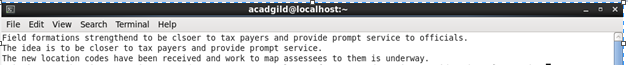 acadgild@localhost:~
File Edit View Search Terminal Help
Field formations strengthend to be clsoer to tax payers and provide prompt service to officials.
The idea is to be closer to tax payers and provide prompt service.
The new location codes have been received and work to map assessees to them is underway.